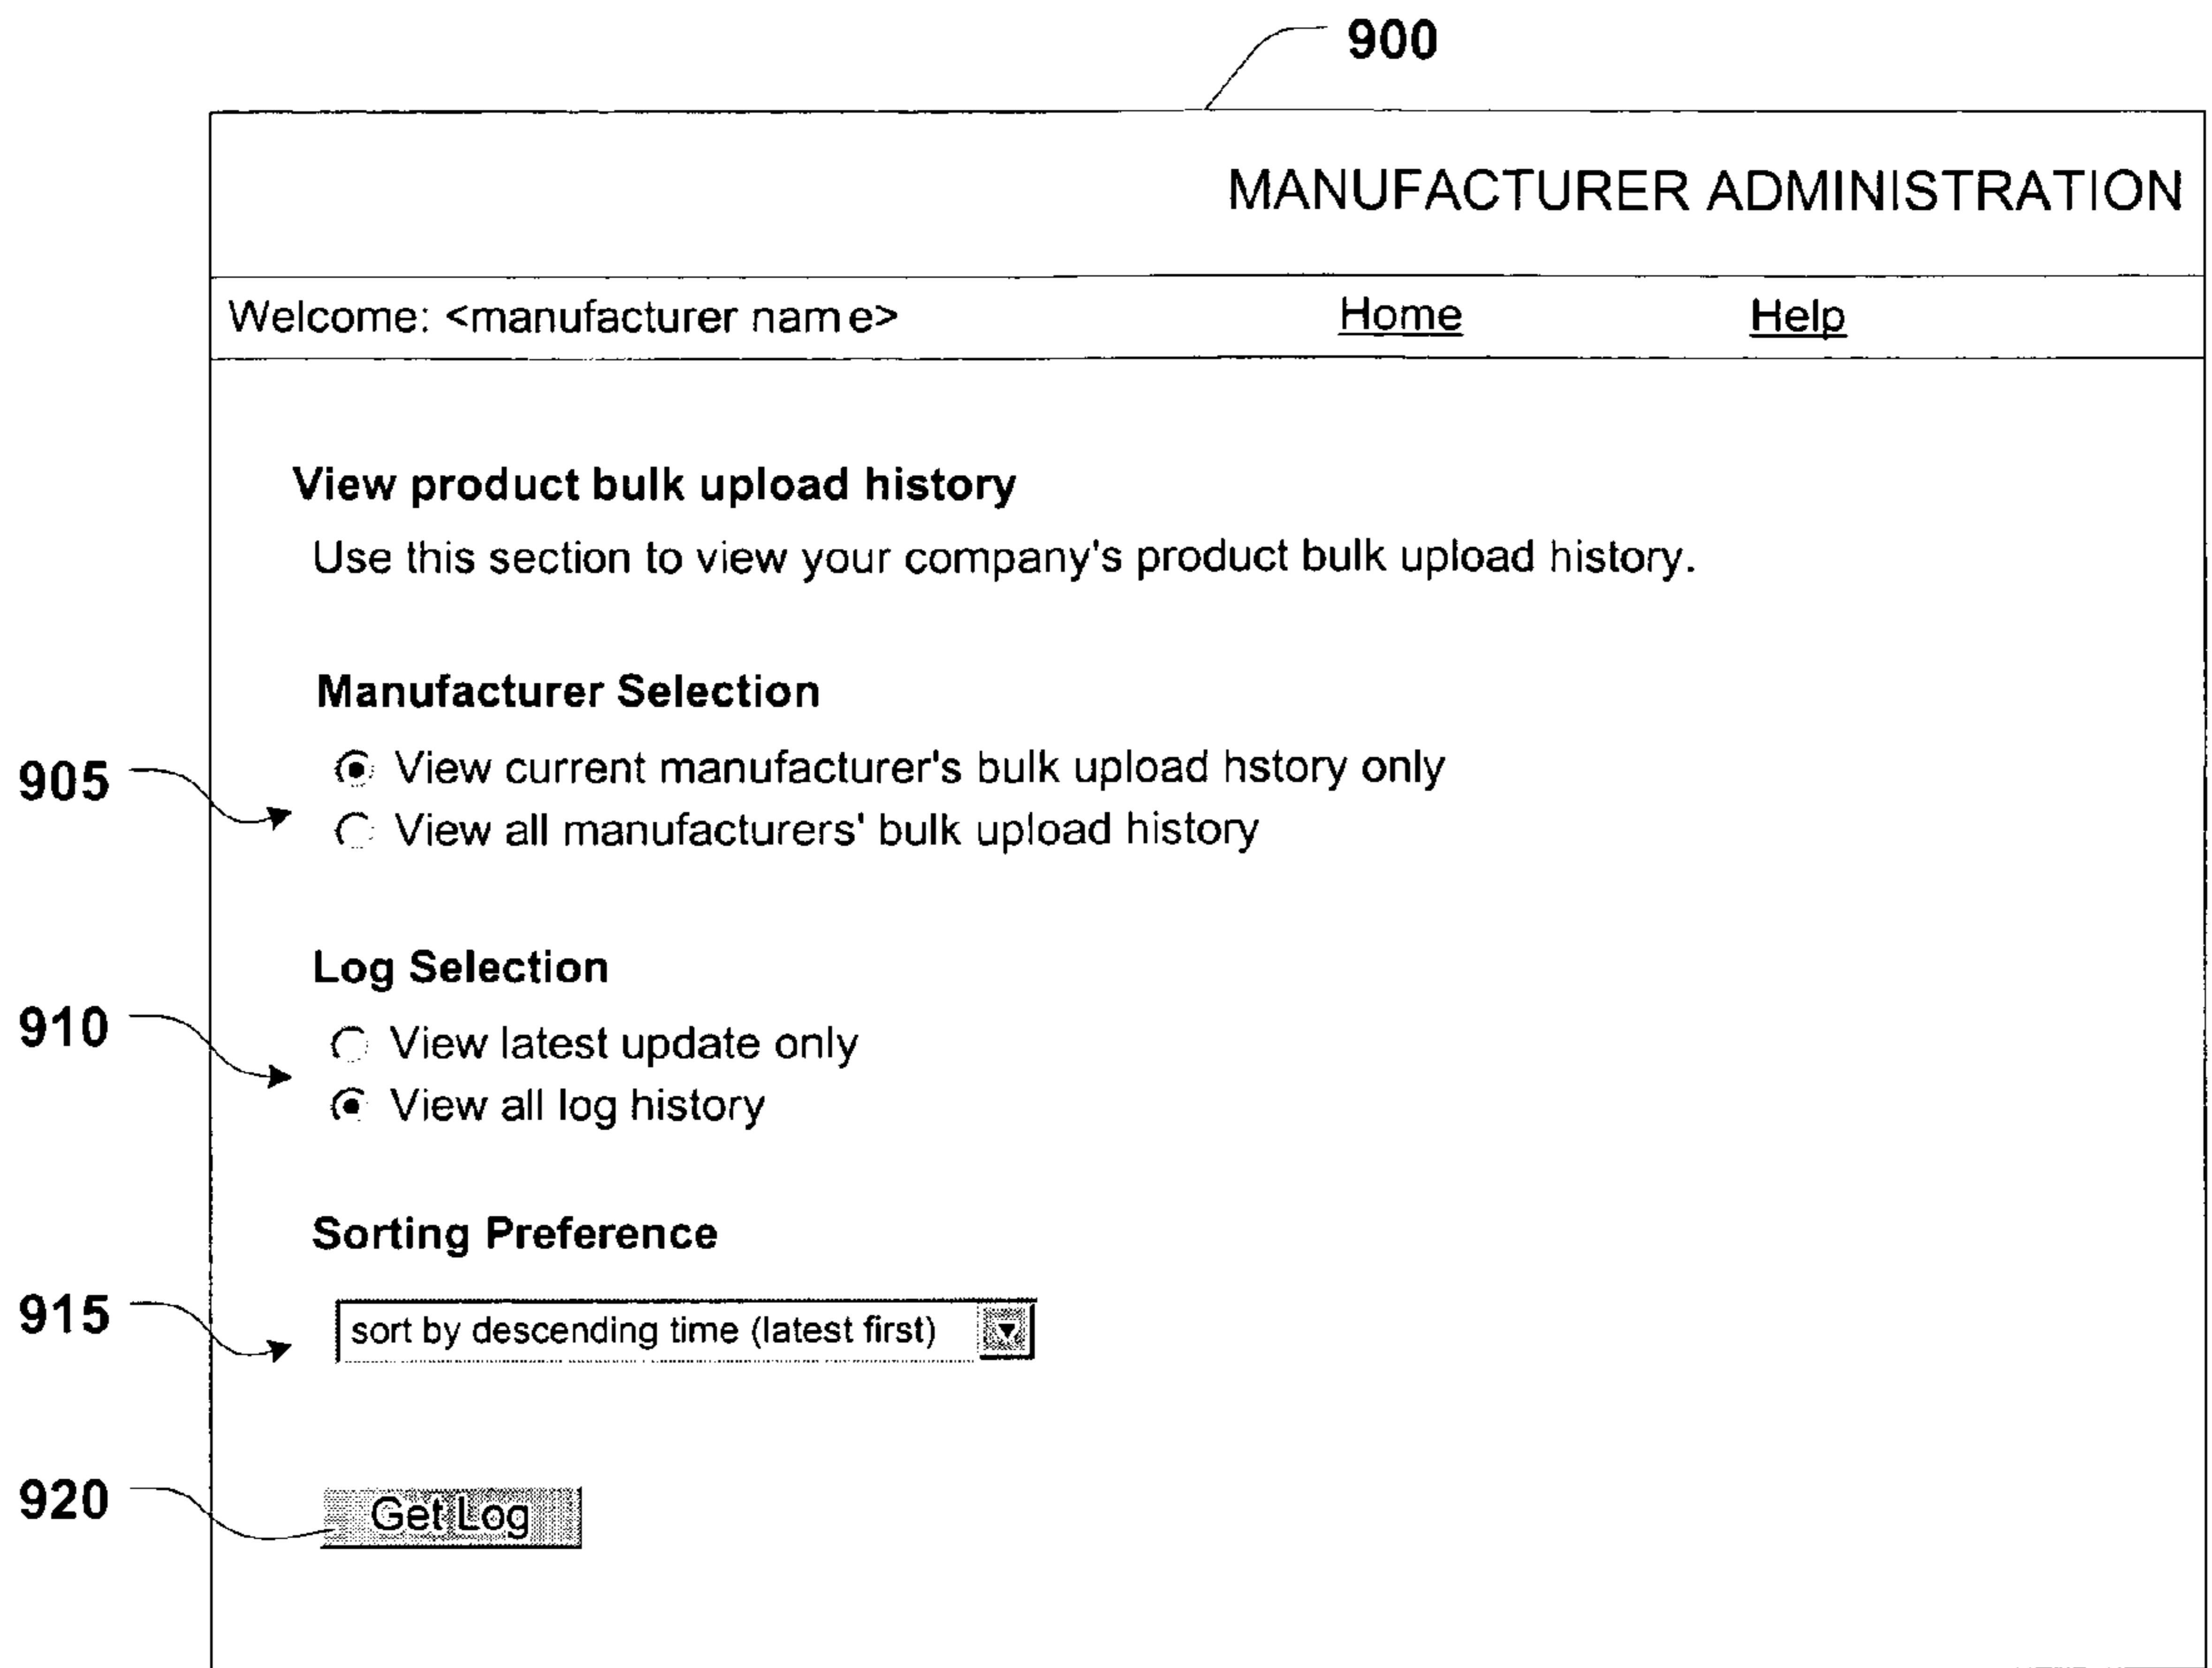 900
MANUFACTURER ADMINISTRATION
Welcome: <manufacturer name> Home Help
View product bulk upload history
Use this section to view your company's product bulk upload history.
Manufacturer Selection
905
View current manufacturer's bulk upload hstory only
View all manufacturers' bulk upload history
Log Selection
910
View latest update only
View all log history
Sorting Preference
915
sort by descending time (latest first)
920
Get Log